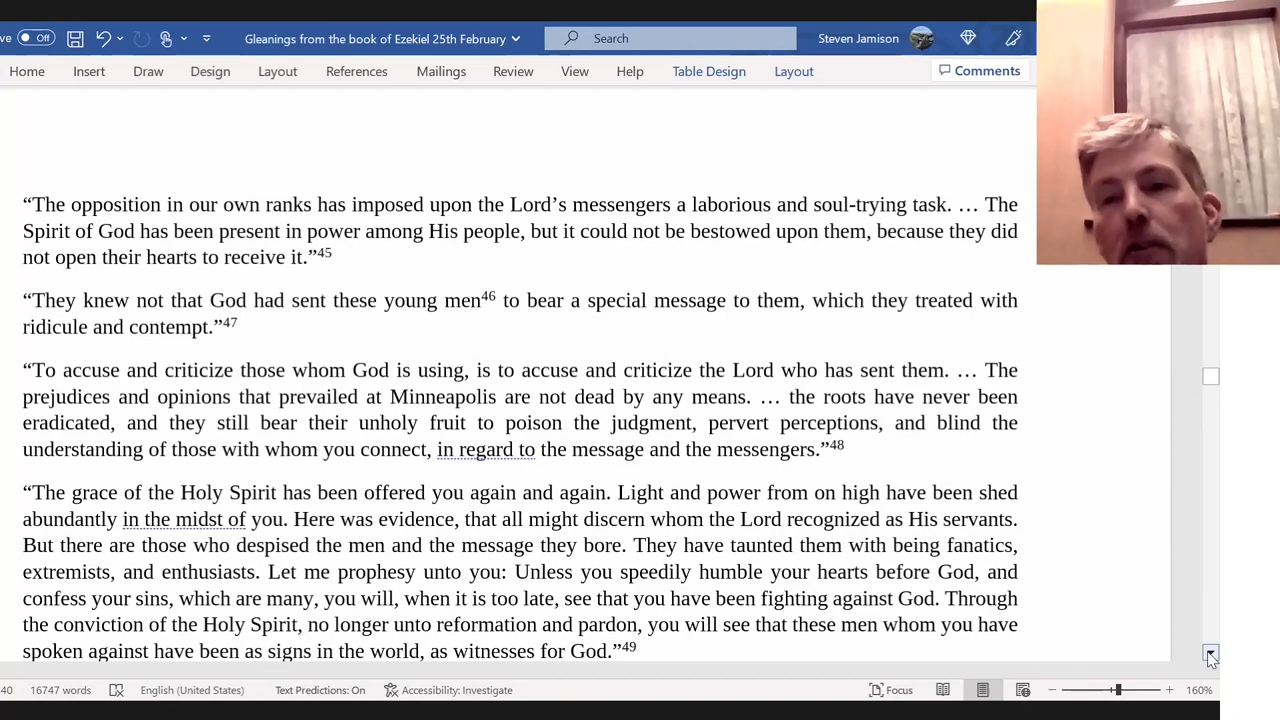 ve Off Gleanings from the book of Ezekiel 25th February Search Steven Jamison
Home Insert Draw Design Layout References Mailings Review View Help Table Design Layout Comments
“The opposition in our own ranks has imposed upon the Lord’s messengers a laborious and soul-trying task. … The
Spirit of God has been present in power among His people, but it could not be bestowed upon them, because they did
not open their hearts to receive it.”45
“They knew not that God had sent these young men46 to bear a special message to them, which they treated with
ridicule and contempt.”47
“To accuse and criticize those whom God is using, is to accuse and criticize the Lord who has sent them. … The
prejudices and opinions that prevailed at Minneapolis are not dead by any means. … the roots have never been
eradicated, and they still bear their unholy fruit to poison the judgment, pervert perceptions, and blind the
understanding of those with whom you connect, in regard to the message and the messengers.”48
“The grace of the Holy Spirit has been offered you again and again. Light and power from on high have been shed
abundantly in the midst of you. Here was evidence, that all might discern whom the Lord recognized as His servants.
But there are those who despised the men and the message they bore. They have taunted them with being fanatics,
extremists, and enthusiasts. Let me prophesy unto you: Unless you speedily humble your hearts before God, and
confess your sins, which are many, you will, when it is too late, see that you have been fighting against God. Through
the conviction of the Holy Spirit, no longer unto reformation and pardon, you will see that these men whom you have
spoken against have been as signs in the world, as witnesses for God.”49
40 16747 words English (United States) Text Predictions: On Accessibility: Investigate Focus 160%